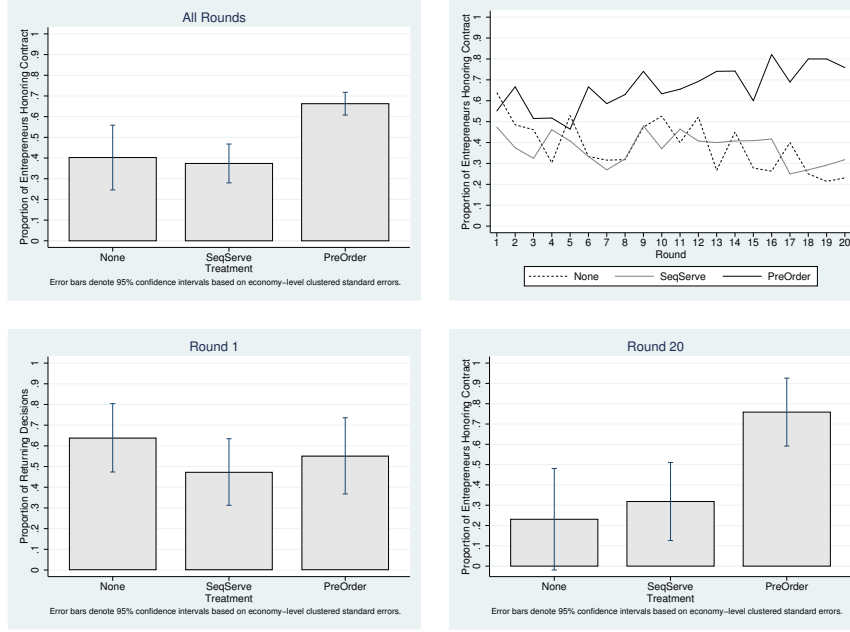 All Rounds
Proportion of Entrepreneurs Honoring Contract
0 .1 .2 .3 .4 .5 .6 .7 .8 .9 1
None SeqServe PreOrder
Treatment
Error bars denote 95% confidence intervals based on economy-level clustered standard errors.
Proportion of Entrepreneurs Honoring Contract
0 .1 .2 .3 .4 .5 .6 .7 .8 .9 1
1 2 3 4 5 6 7 8 9 10 11 12 13 14 15 16 17 18 19 20
Round
None SeqServe PreOrder
Round 1
Proportion of Returning Decisions
0 .1 .2 .3 .4 .5 .6 .7 .8 .9 1
None SeqServe PreOrder
Treatment
Error bars denote 95% confidence intervals based on economy-level clustered standard errors.
Round 20
Proportion of Entrepreneurs Honoring Contract
0 .1 .2 .3 .4 .5 .6 .7 .8 .9 1
None SeqServe PreOrder
Treatment
Error bars denote 95% confidence intervals based on economy-level clustered standard errors.